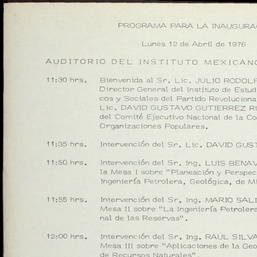 PROGRAMA PARA LA INAUGURA
Lunes 12 de Abril de 1976
AUDITORIO DEL INSTITUTO MEXICANO
11:30 hrs. Bienvenida al Sr. Lic. JULIO RODOLF
Director General del Instituto de Estud
cos y Sociales del Partido Revoluciona
Lic. DAVID GUSTAVO GUTIERREZ R
del Comité Ejecutivo Nacional de la Co
Organizaciones Populares.
11:35 hrs. Intervención del Sr. Lic. DAVID GUST
11:50 hrs. Intervención del Sr. Ing. LUIS BENAV
la Mesa I sobre "Planeación y Perspec
Ingeniería Petrolera, Geológica, de Mi
11:55 hrs. Intervención del Sr. Ing. MARIO SALE
Mesa II sobre "La Ingeniería Petrolera
nal de las Reservas".
12:00 hrs. Intervención del Sr. Ing. RAUL SILVA
Mesa III sobre "Aplicaciones de la Geo
de Recursos Naturales".